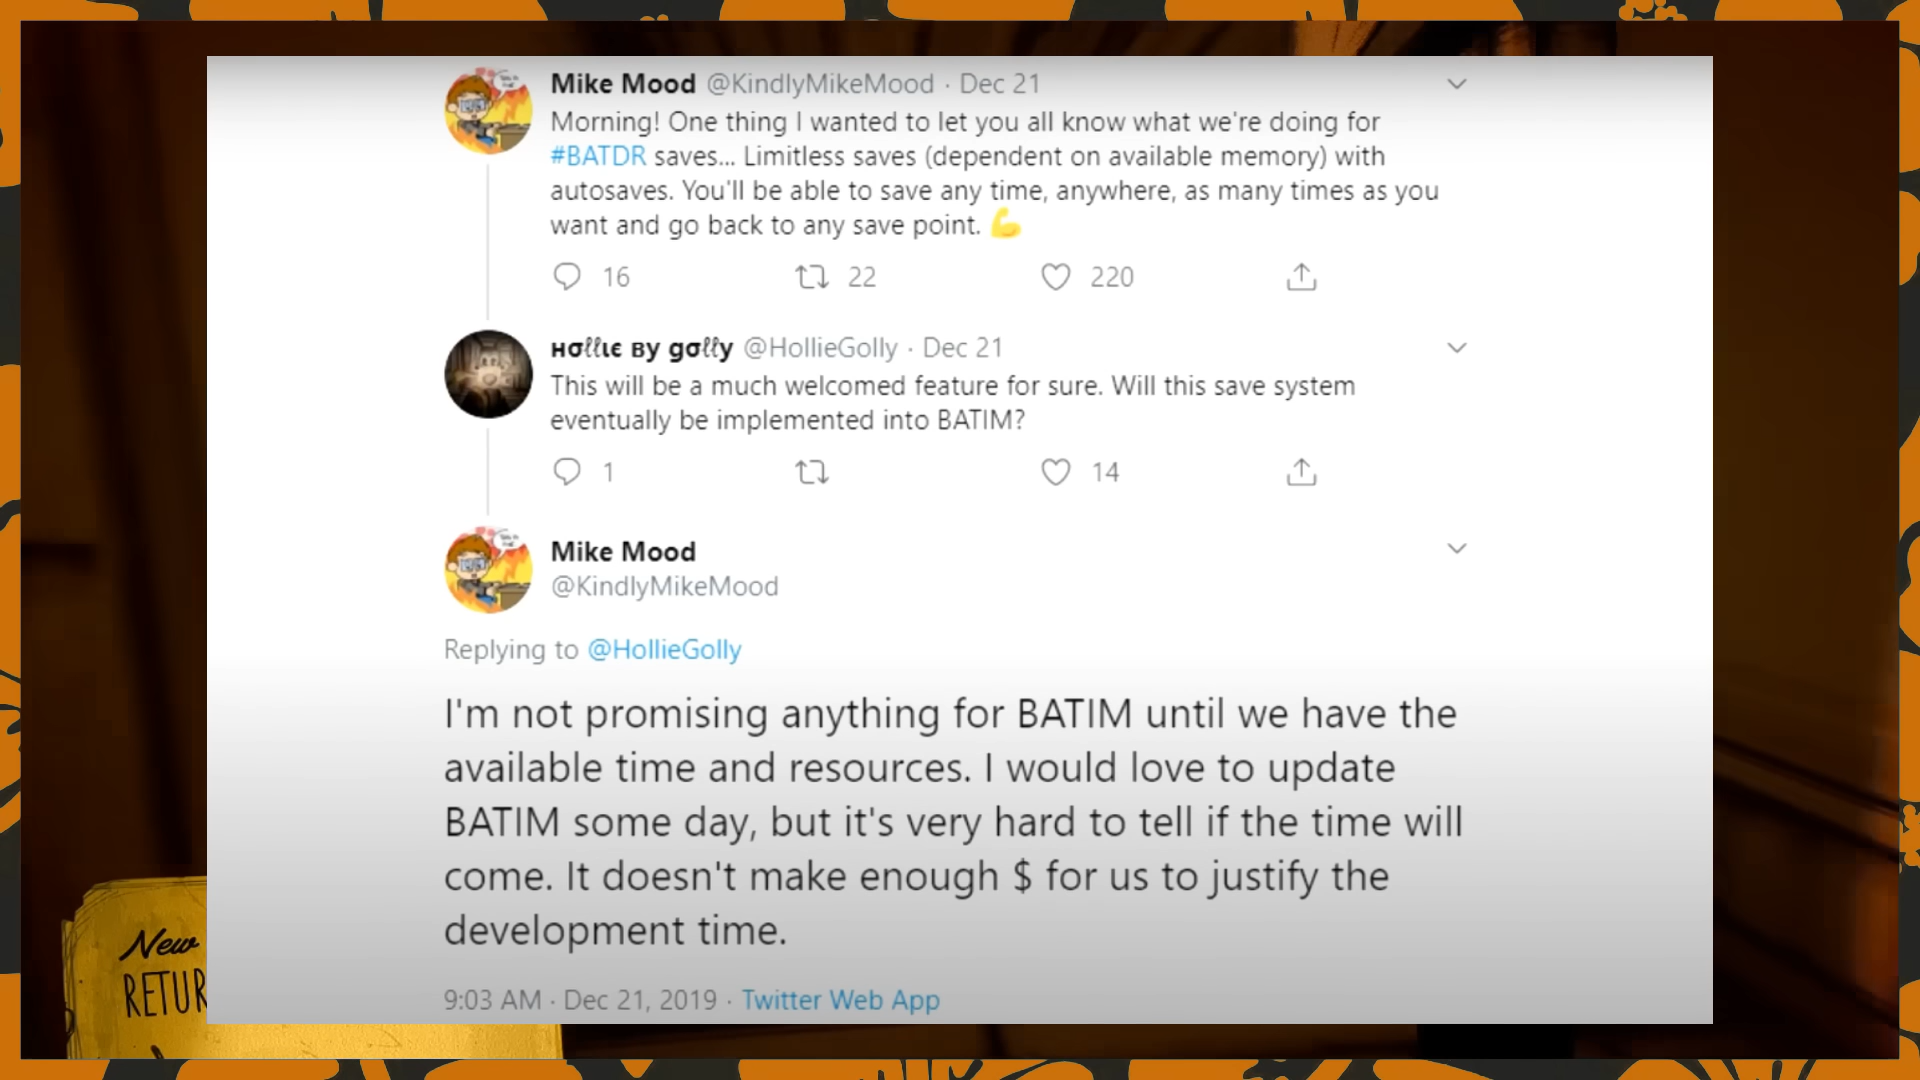 Mike Mood @KindlyMikeMood · Dec 21
Morning! One thing I wanted to let you all know what we're doing for
#BATDR saves... Limitless saves (dependent on available memory) with
autosaves. You'll be able to save any time, anywhere, as many times as you
want and go back to any save point. 💪
16 22 220
нσℓℓιє ву gσℓℓу @HollieGolly · Dec 21
This will be a much welcomed feature for sure. Will this save system
eventually be implemented into BATIM?
1 14
Mike Mood
@KindlyMikeMood
Replying to @HollieGolly
I'm not promising anything for BATIM until we have the
available time and resources. I would love to update
BATIM some day, but it's very hard to tell if the time will
come. It doesn't make enough $ for us to justify the
development time.
9:03 AM · Dec 21, 2019 · Twitter Web App
New
RETUR